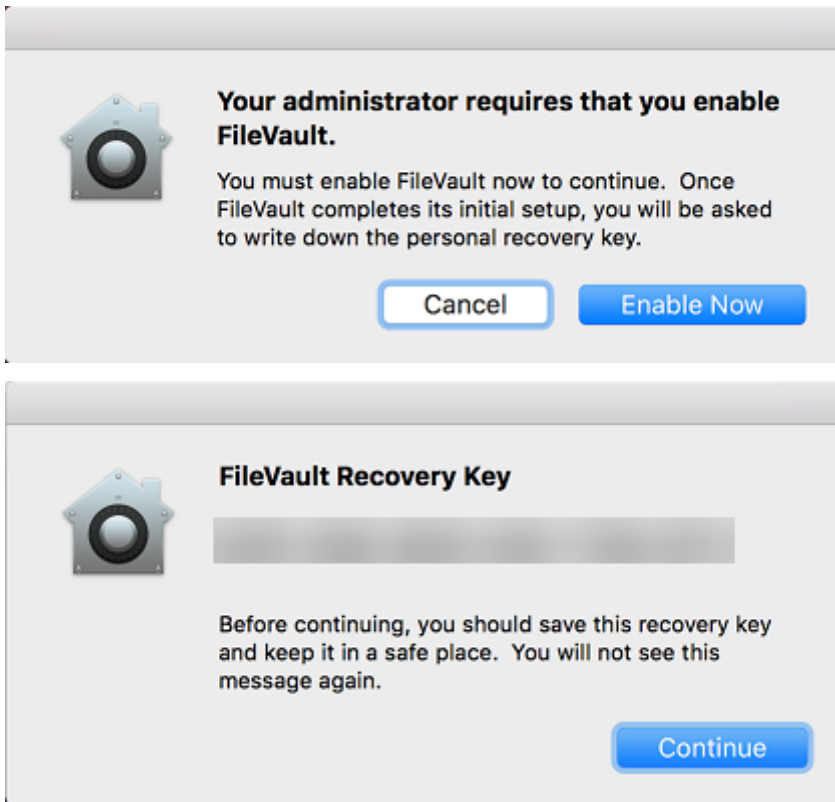 Your administrator requires that you enable
FileVault.
You must enable FileVault now to continue.  Once
FileVault completes its initial setup, you will be asked
to write down the personal recovery key.
Cancel
Enable Now
FileVault Recovery Key
Before continuing, you should save this recovery key
and keep it in a safe place.  You will not see this
message again.
Continue